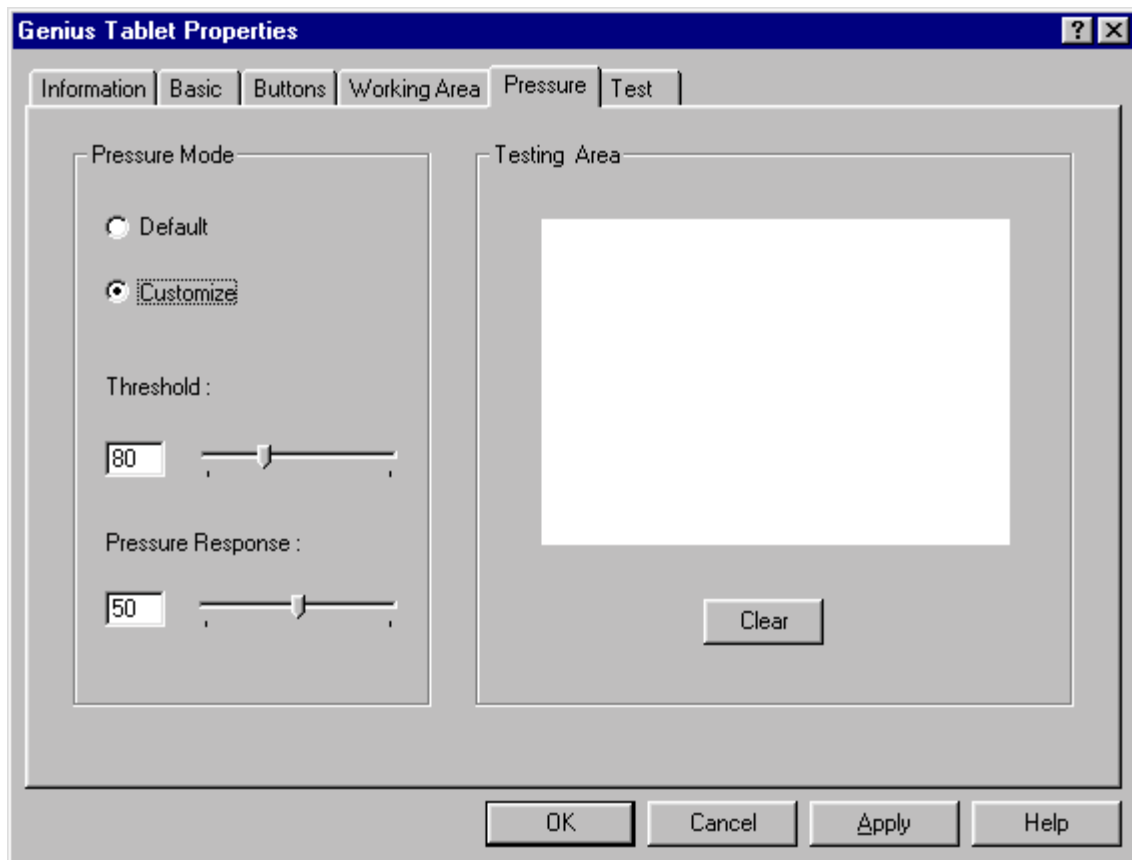 Genius Tablet Properties
Information Basic Buttons Working Area Pressure Test
Pressure Mode
Default
Customize
Threshold :
80
Pressure Response :
50
Testing Area
Clear
OK Cancel Apply Help